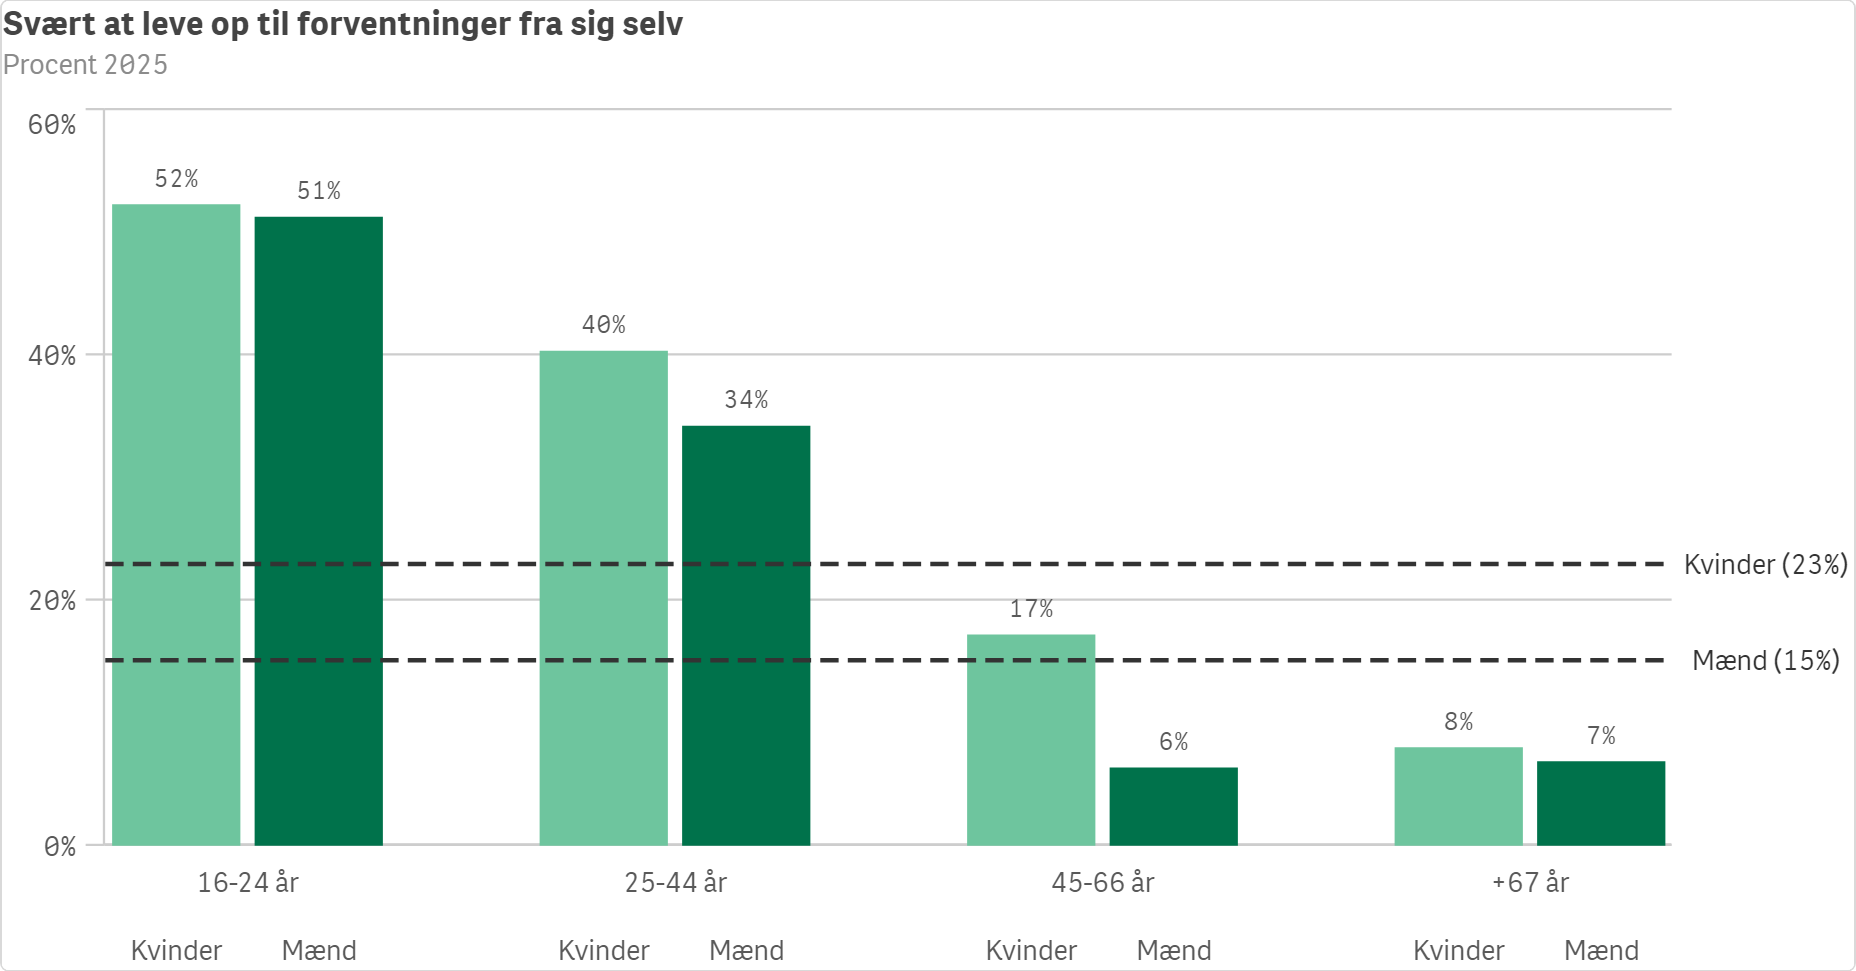 Svært at leve op til forventninger fra sig selv
Procent 2025
60%
52%
51%
40%
40%
34%
Kvinder (23%)
20%
17%
Mænd (15%)
8%
7%
6%
0%
16-24 år
25-44 år
45-66 år
+67 år
Kvinder
Mænd
Kvinder
Mænd
Kvinder
Mænd
Kvinder
Mænd